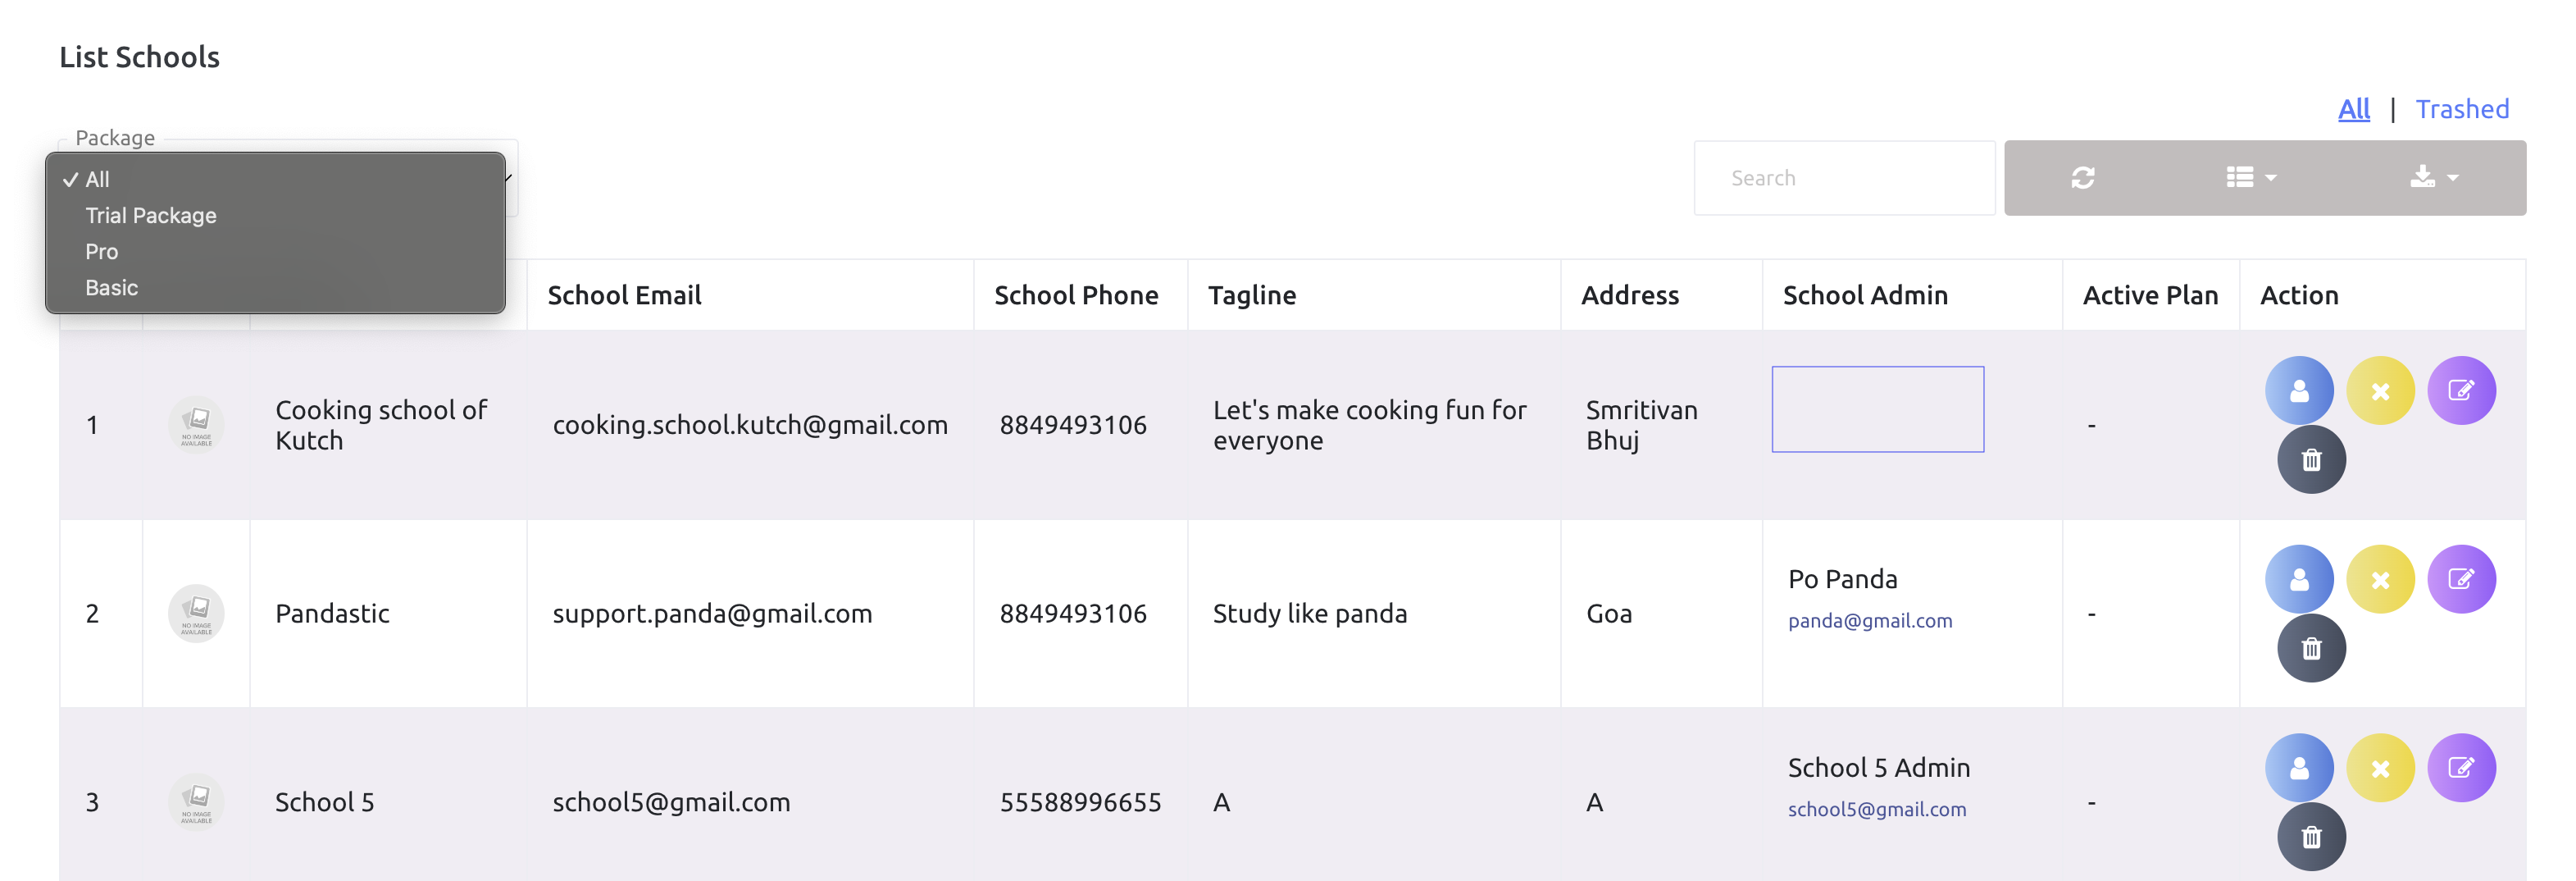 List Schools
All | Trashed
Package
All
Trial Package
Pro
Basic
Search
School Email School Phone Tagline Address School Admin Active Plan Action
1 NO IMAGE AVAILABLE Cooking school of Kutch cooking.school.kutch@gmail.com 8849493106 Let's make cooking fun for everyone Smritivan Bhuj -
2 NO IMAGE AVAILABLE Pandastic support.panda@gmail.com 8849493106 Study like panda Goa Po Panda panda@gmail.com -
3 NO IMAGE AVAILABLE School 5 school5@gmail.com 55588996655 A A School 5 Admin school5@gmail.com -